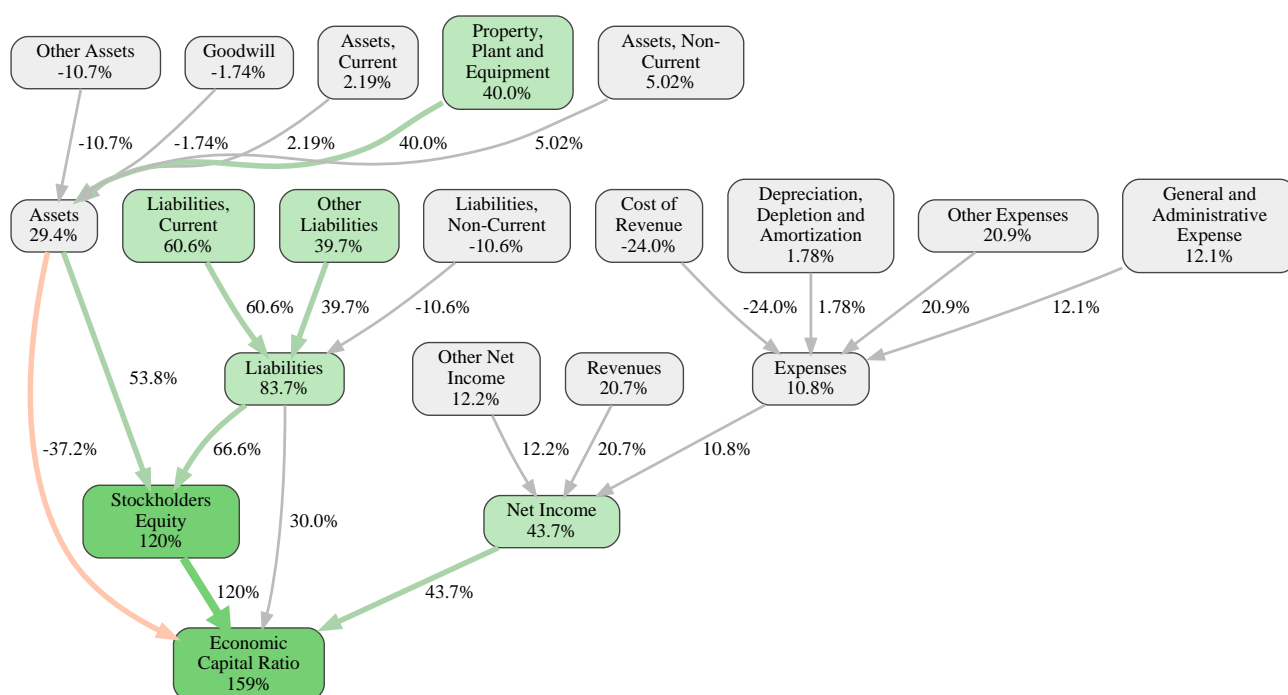 Other Assets
-10.7%
Goodwill
-1.74%
Assets,
Current
2.19%
Property,
Plant and
Equipment
40.0%
Assets, Non-
Current
5.02%
-10.7%
-1.74%
2.19%
40.0%
5.02%
Assets
29.4%
Liabilities,
Current
60.6%
Other
Liabilities
39.7%
Liabilities,
Non-Current
-10.6%
Cost of
Revenue
-24.0%
Depreciation,
Depletion and
Amortization
1.78%
Other Expenses
20.9%
General and
Administrative
Expense
12.1%
60.6%
39.7%
-10.6%
-24.0%
1.78%
20.9%
12.1%
53.8%
Liabilities
83.7%
Other Net
Income
12.2%
Revenues
20.7%
Expenses
10.8%
-37.2%
66.6%
12.2%
20.7%
10.8%
Stockholders
Equity
120%
30.0%
Net Income
43.7%
120%
43.7%
Economic
Capital Ratio
159%